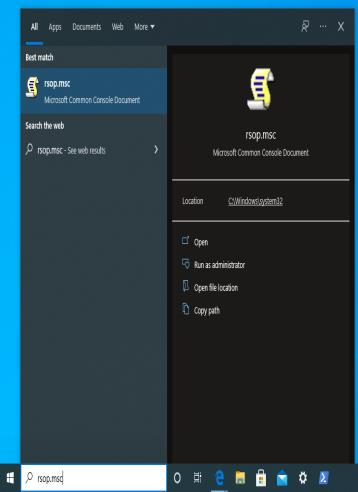 All Apps Documents Web More ▾ ··· X
Best match
rsop.msc
Microsoft Common Console Document
Search the web
rsop.msc - See web results >
rsop.msc
Microsoft Common Console Document
Location C:\Windows\system32
Open
Run as administrator
Open file location
Copy path
rsop.msc